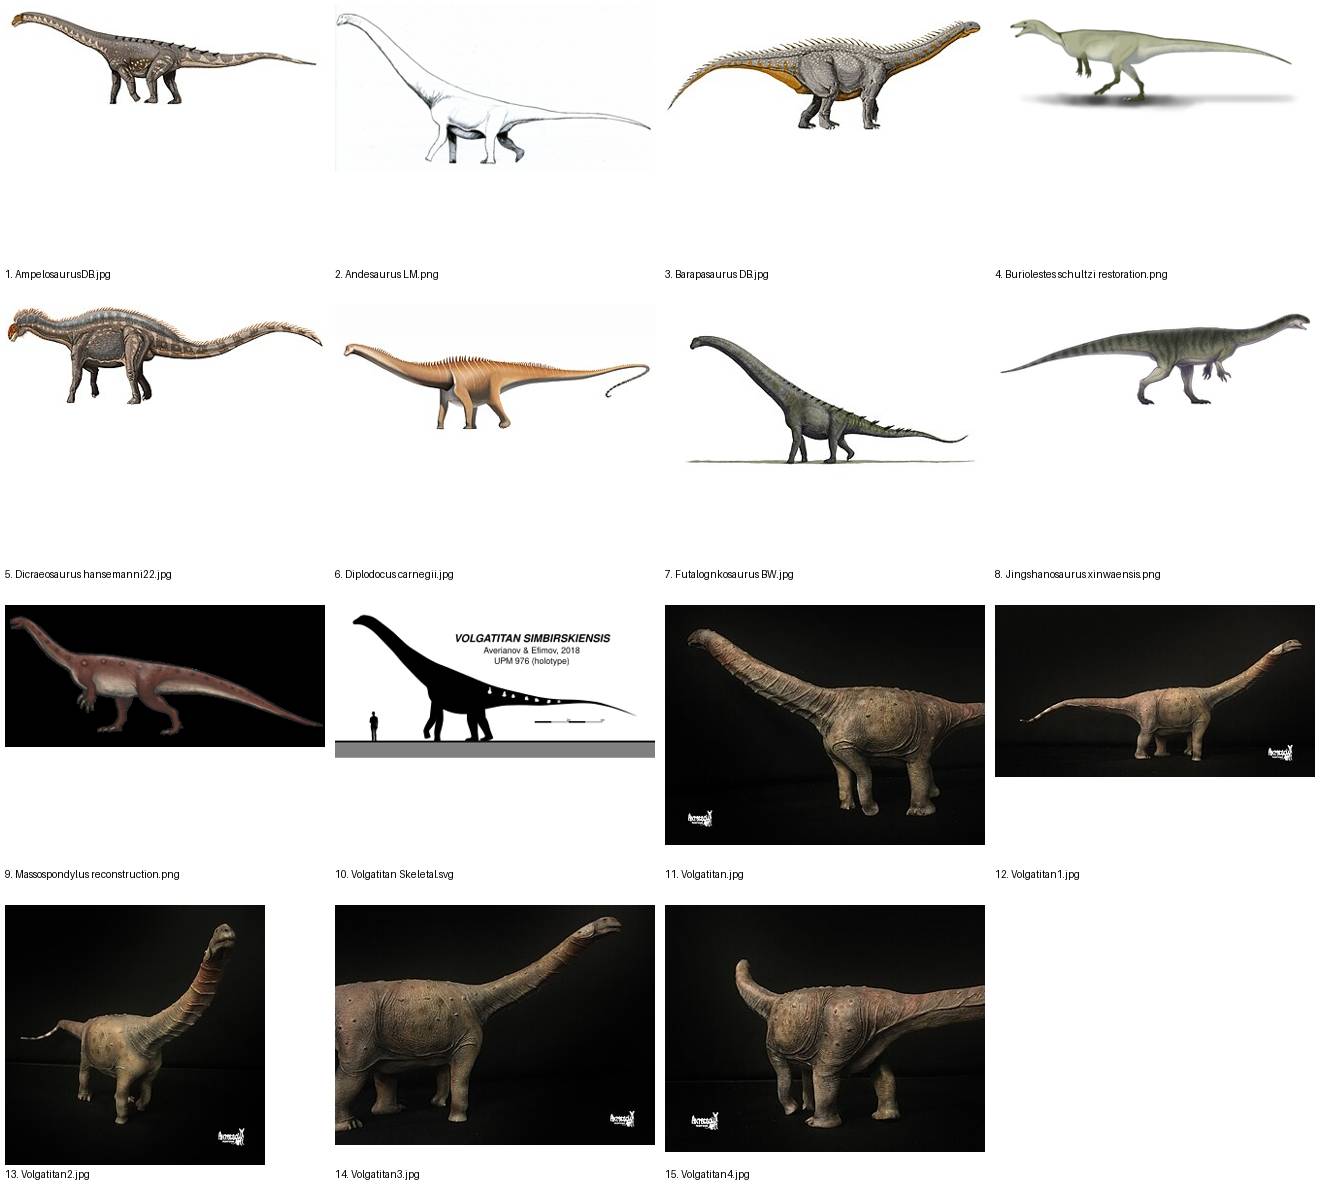 1. AmpelosaurusDB.jpg
2. Andesaurus LM.png
3. Barapasaurus DB.jpg
4. Buriolestes schultzi restoration.png
5. Dicraeosaurus hansemanni22.jpg
6. Diplodocus carnegii.jpg
7. Futalognkosaurus BW.jpg
8. Jingshanosaurus xinwaensis.png
VOLGATITAN SIMBIRSKIENSIS
Averianov & Efimov, 2018
UPM 976 (holotype)
9. Massospondylus reconstruction.png
10. Volgatitan Skeletal.svg
11. Volgatitan.jpg
12. Volgatitan1.jpg
13. Volgatitan2.jpg
14. Volgatitan3.jpg
15. Volgatitan4.jpg